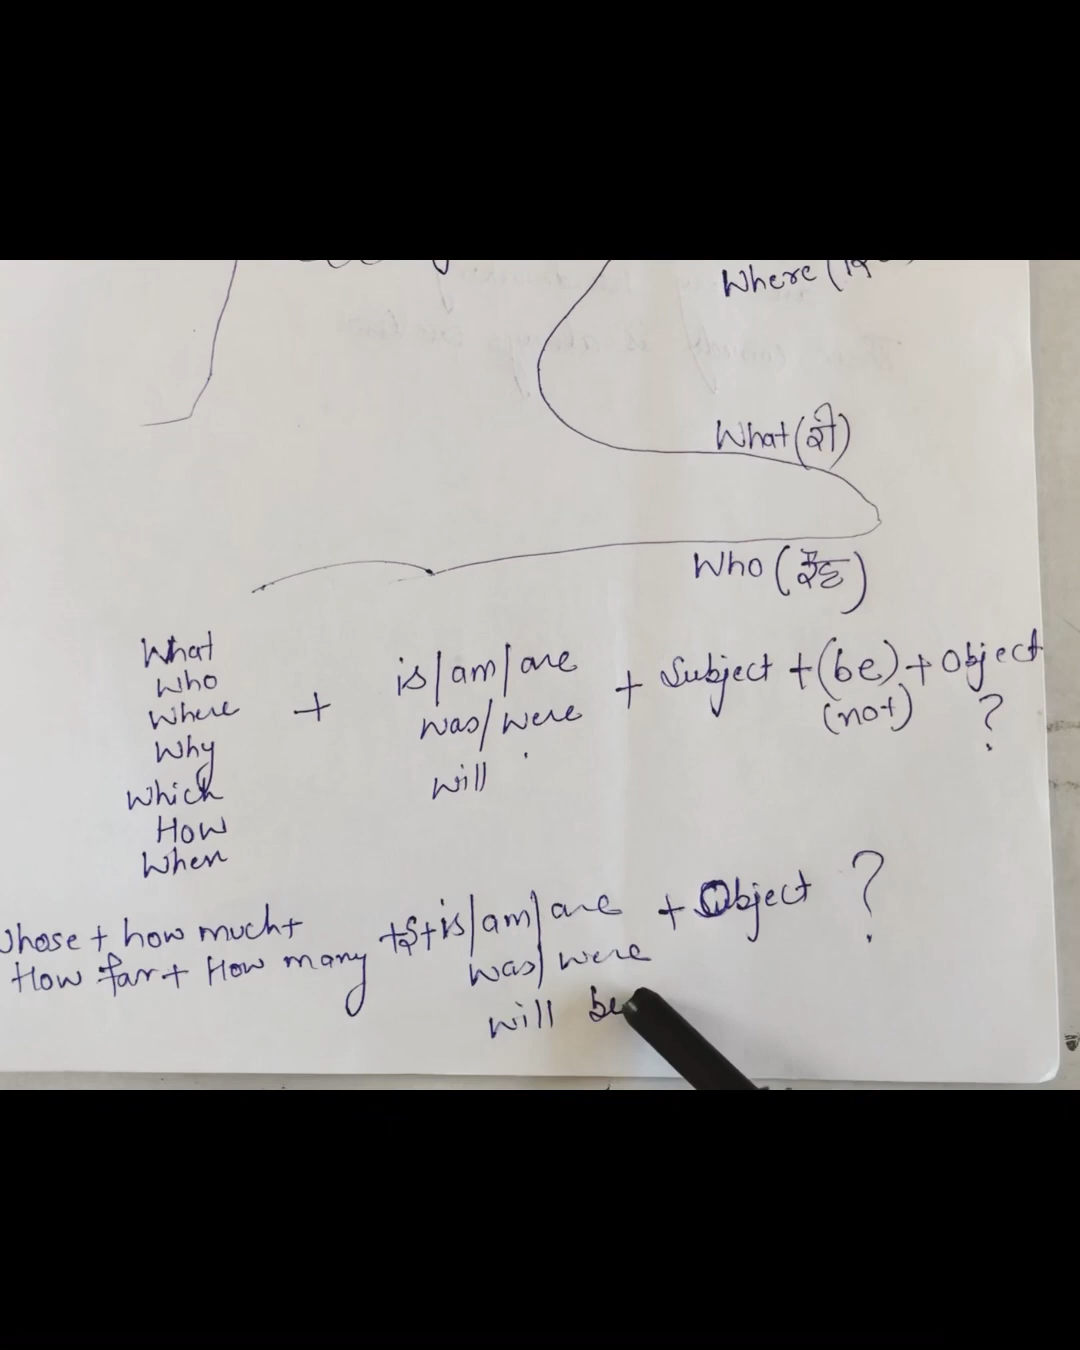 Where (
What (की)
Who (
What
Who
Where
Why
Which
How
When
+
is/am/are
was/were
will
+ Subject + (be) + Object
(not) ?
Whose + how much +
How far + How many
+S+is/am/are + Object ?
was/were
will be